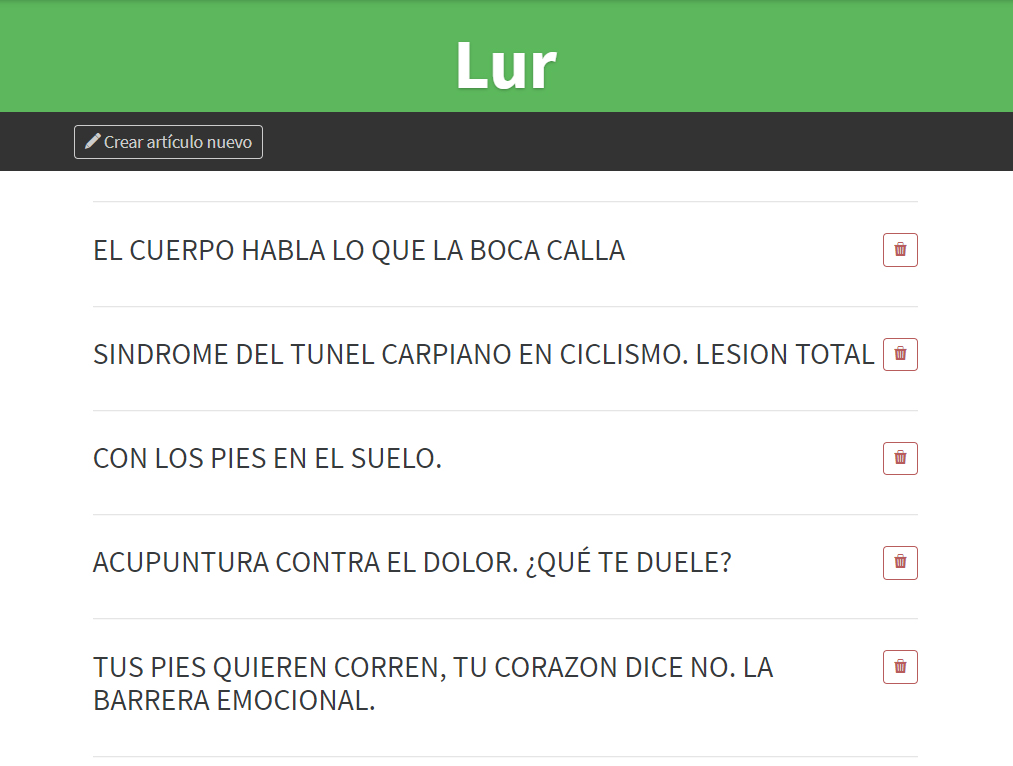 Lur
Crear artículo nuevo
EL CUERPO HABLA LO QUE LA BOCA CALLA
SINDROME DEL TUNEL CARPIANO EN CICLISMO. LESION TOTAL
CON LOS PIES EN EL SUELO.
ACUPUNTURA CONTRA EL DOLOR. ¿QUÉ TE DUELE?
TUS PIES QUIEREN CORREN, TU CORAZON DICE NO. LA
BARRERA EMOCIONAL.